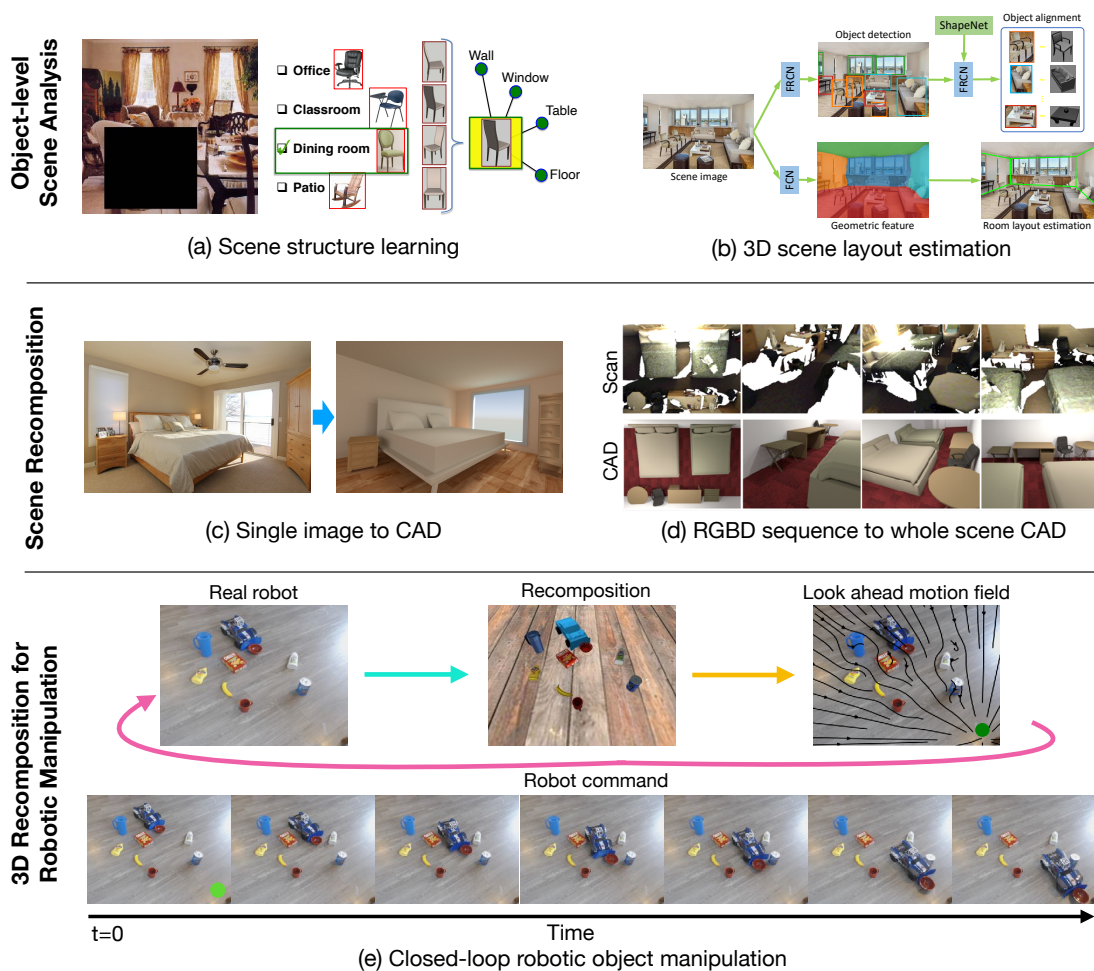 Object-level
Scene Analysis
Office
Classroom
Dining room
Patio
Wall
Window
Table
Floor
(a) Scene structure learning
Scene image
FRCN
FCN
Object detection
ShapeNet
FRCN
Object alignment
Geometric feature
Room layout estimation
(b) 3D scene layout estimation
Scene Recomposition
(c) Single image to CAD
Scan
CAD
(d) RGBD sequence to whole scene CAD
3D Recomposition for
Robotic Manipulation
Real robot
Recomposition
Look ahead motion field
Robot command
t=0
Time
(e) Closed-loop robotic object manipulation